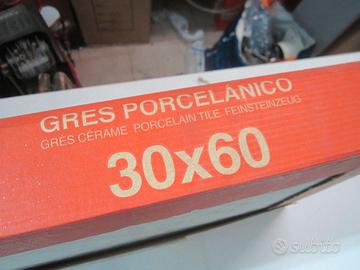 GRES PORCELÁNICO
GRÈS CÉRAME PORCELAIN TILE FEINSTEINZEUG
30x60
subito